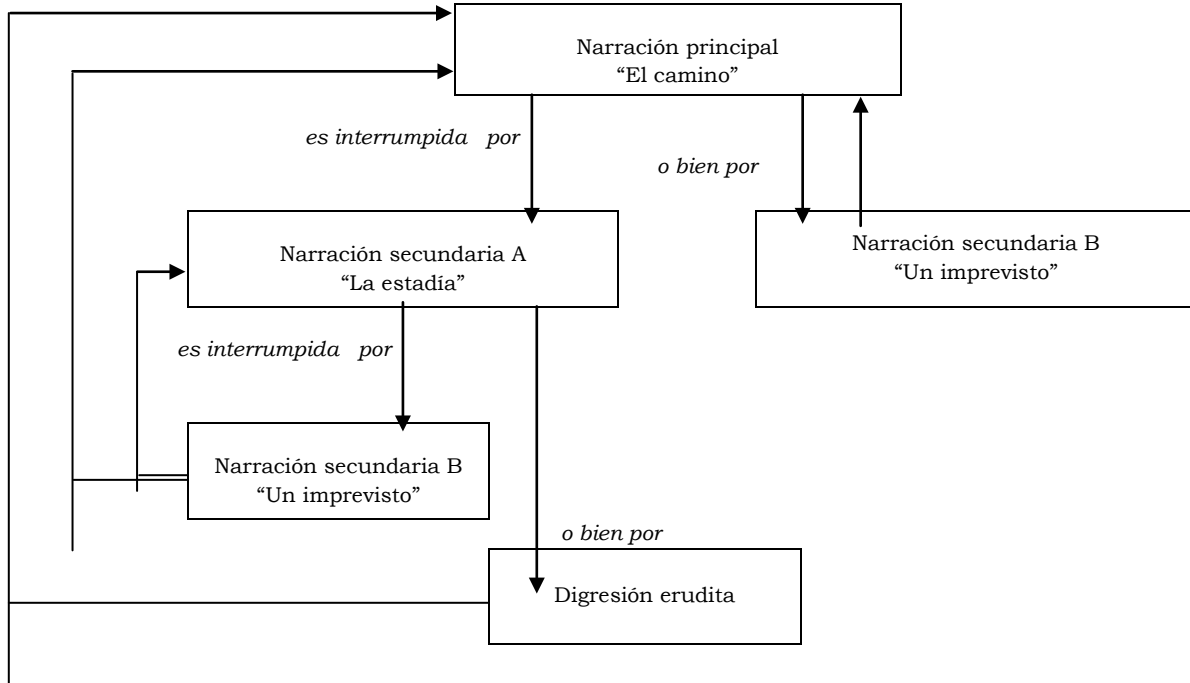 Narración principal
“El camino”
es interrumpida por
o bien por
Narración secundaria A
“La estadía”
Narración secundaria B
“Un imprevisto”
es interrumpida por
Narración secundaria B
“Un imprevisto”
o bien por
Digresión erudita